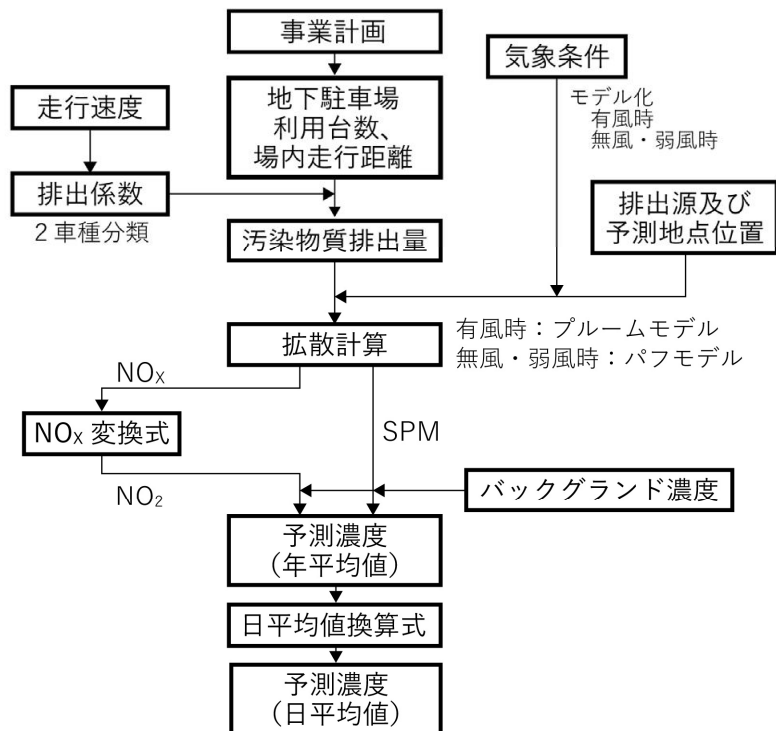 事業計画
気象条件
モデル化
有風時
無風・弱風時
走行速度
地下駐車場
利用台数、
場内走行距離
排出係数
2 車種分類
排出源及び
予測地点位置
汚染物質排出量
拡散計算
有風時：プルームモデル
無風・弱風時：パフモデル
NOX
NOX 変換式
SPM
NO2
バックグランド濃度
予測濃度
（年平均値）
日平均値換算式
予測濃度
（日平均値）